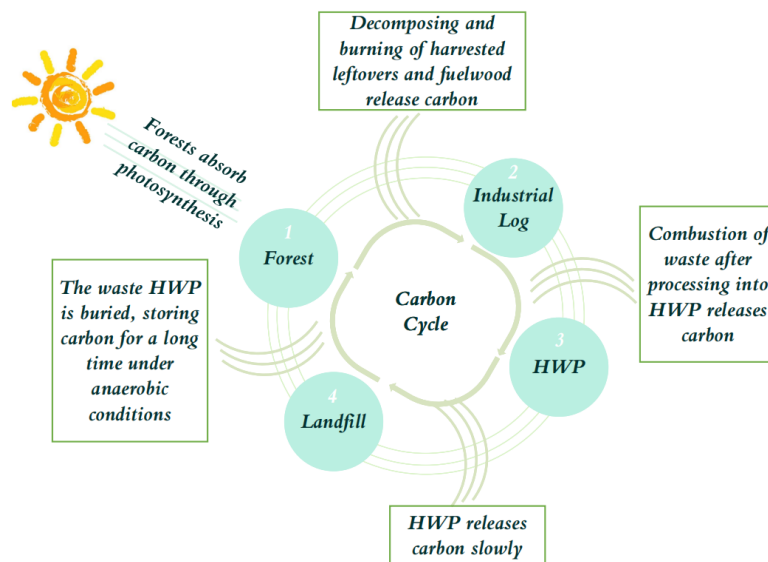 Decomposing and
burning of harvested
leftovers and fuelwood
release carbon
Forests absorb
carbon through
photosynthesis
1
Forest
2
Industrial
Log
Combustion of
waste after
processing into
HWP releases
carbon
The waste HWP
is buried, storing
carbon for a long
time under
anaerobic
conditions
Carbon
Cycle
3
HWP
4
Landfill
HWP releases
carbon slowly